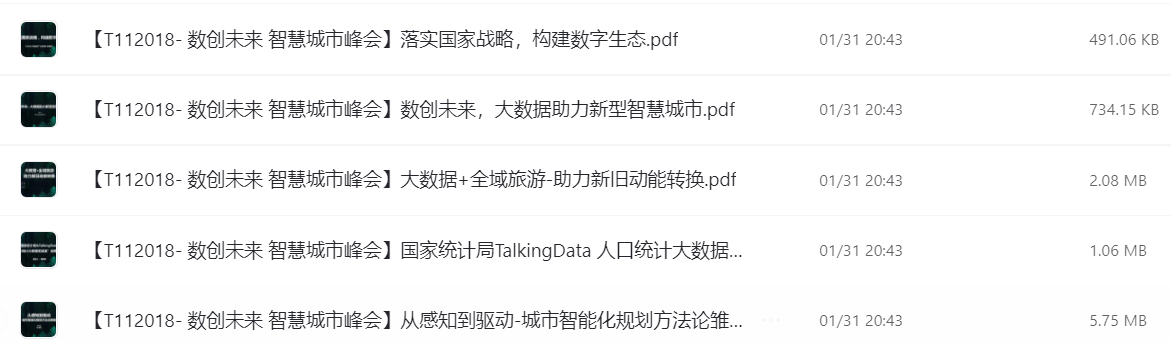 【T112018- 数创未来 智慧城市峰会】落实国家战略，构建数字生态.pdf 01/31 20:43 491.06 KB
【T112018- 数创未来 智慧城市峰会】数创未来，大数据助力新型智慧城市.pdf 01/31 20:43 734.15 KB
【T112018- 数创未来 智慧城市峰会】大数据+全域旅游-助力新旧动能转换.pdf 01/31 20:43 2.08 MB
【T112018- 数创未来 智慧城市峰会】国家统计局TalkingData 人口统计大数据... 01/31 20:43 1.06 MB
【T112018- 数创未来 智慧城市峰会】从感知到驱动-城市智能化规划方法论雏... 01/31 20:43 5.75 MB